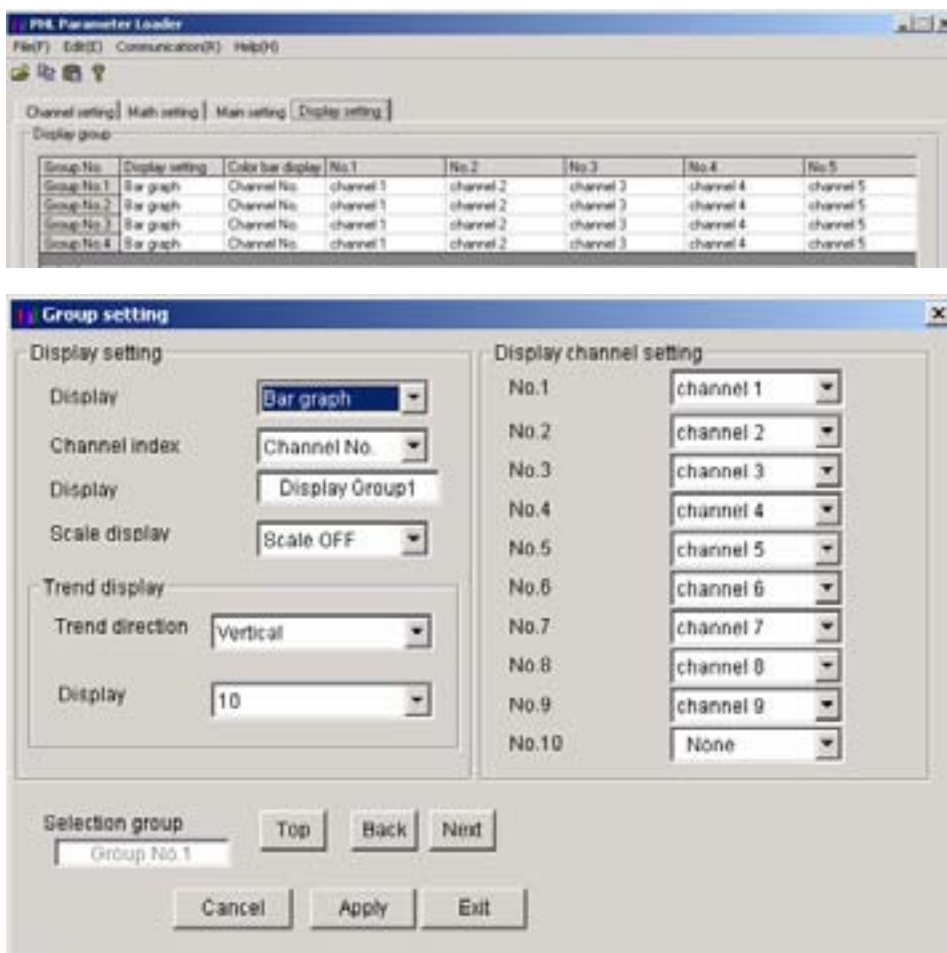 PHL Parameter Loader
File(F) Edit(E) Communication(R) Help(H)
Channel setting Math setting Main setting Display setting
Display group
Group No. Display setting Color bar display No.1 No.2 No.3 No.4 No.5
Group No.1 Bar graph Channel No. channel 1 channel 2 channel 3 channel 4 channel 5
Group No.2 Bar graph Channel No. channel 1 channel 2 channel 3 channel 4 channel 5
Group No.3 Bar graph Channel No. channel 1 channel 2 channel 3 channel 4 channel 5
Group No.4 Bar graph Channel No. channel 1 channel 2 channel 3 channel 4 channel 5
Group setting
Display setting
Display Bar graph
Channel index Channel No.
Display Display Group1
Scale display Scale OFF
Trend display
Trend direction Vertical
Display 10
Display channel setting
No.1 channel 1
No.2 channel 2
No.3 channel 3
No.4 channel 4
No.5 channel 5
No.6 channel 6
No.7 channel 7
No.8 channel 8
No.9 channel 9
No.10 None
Selection group
Group No.1
Top Back Next
Cancel Apply Exit